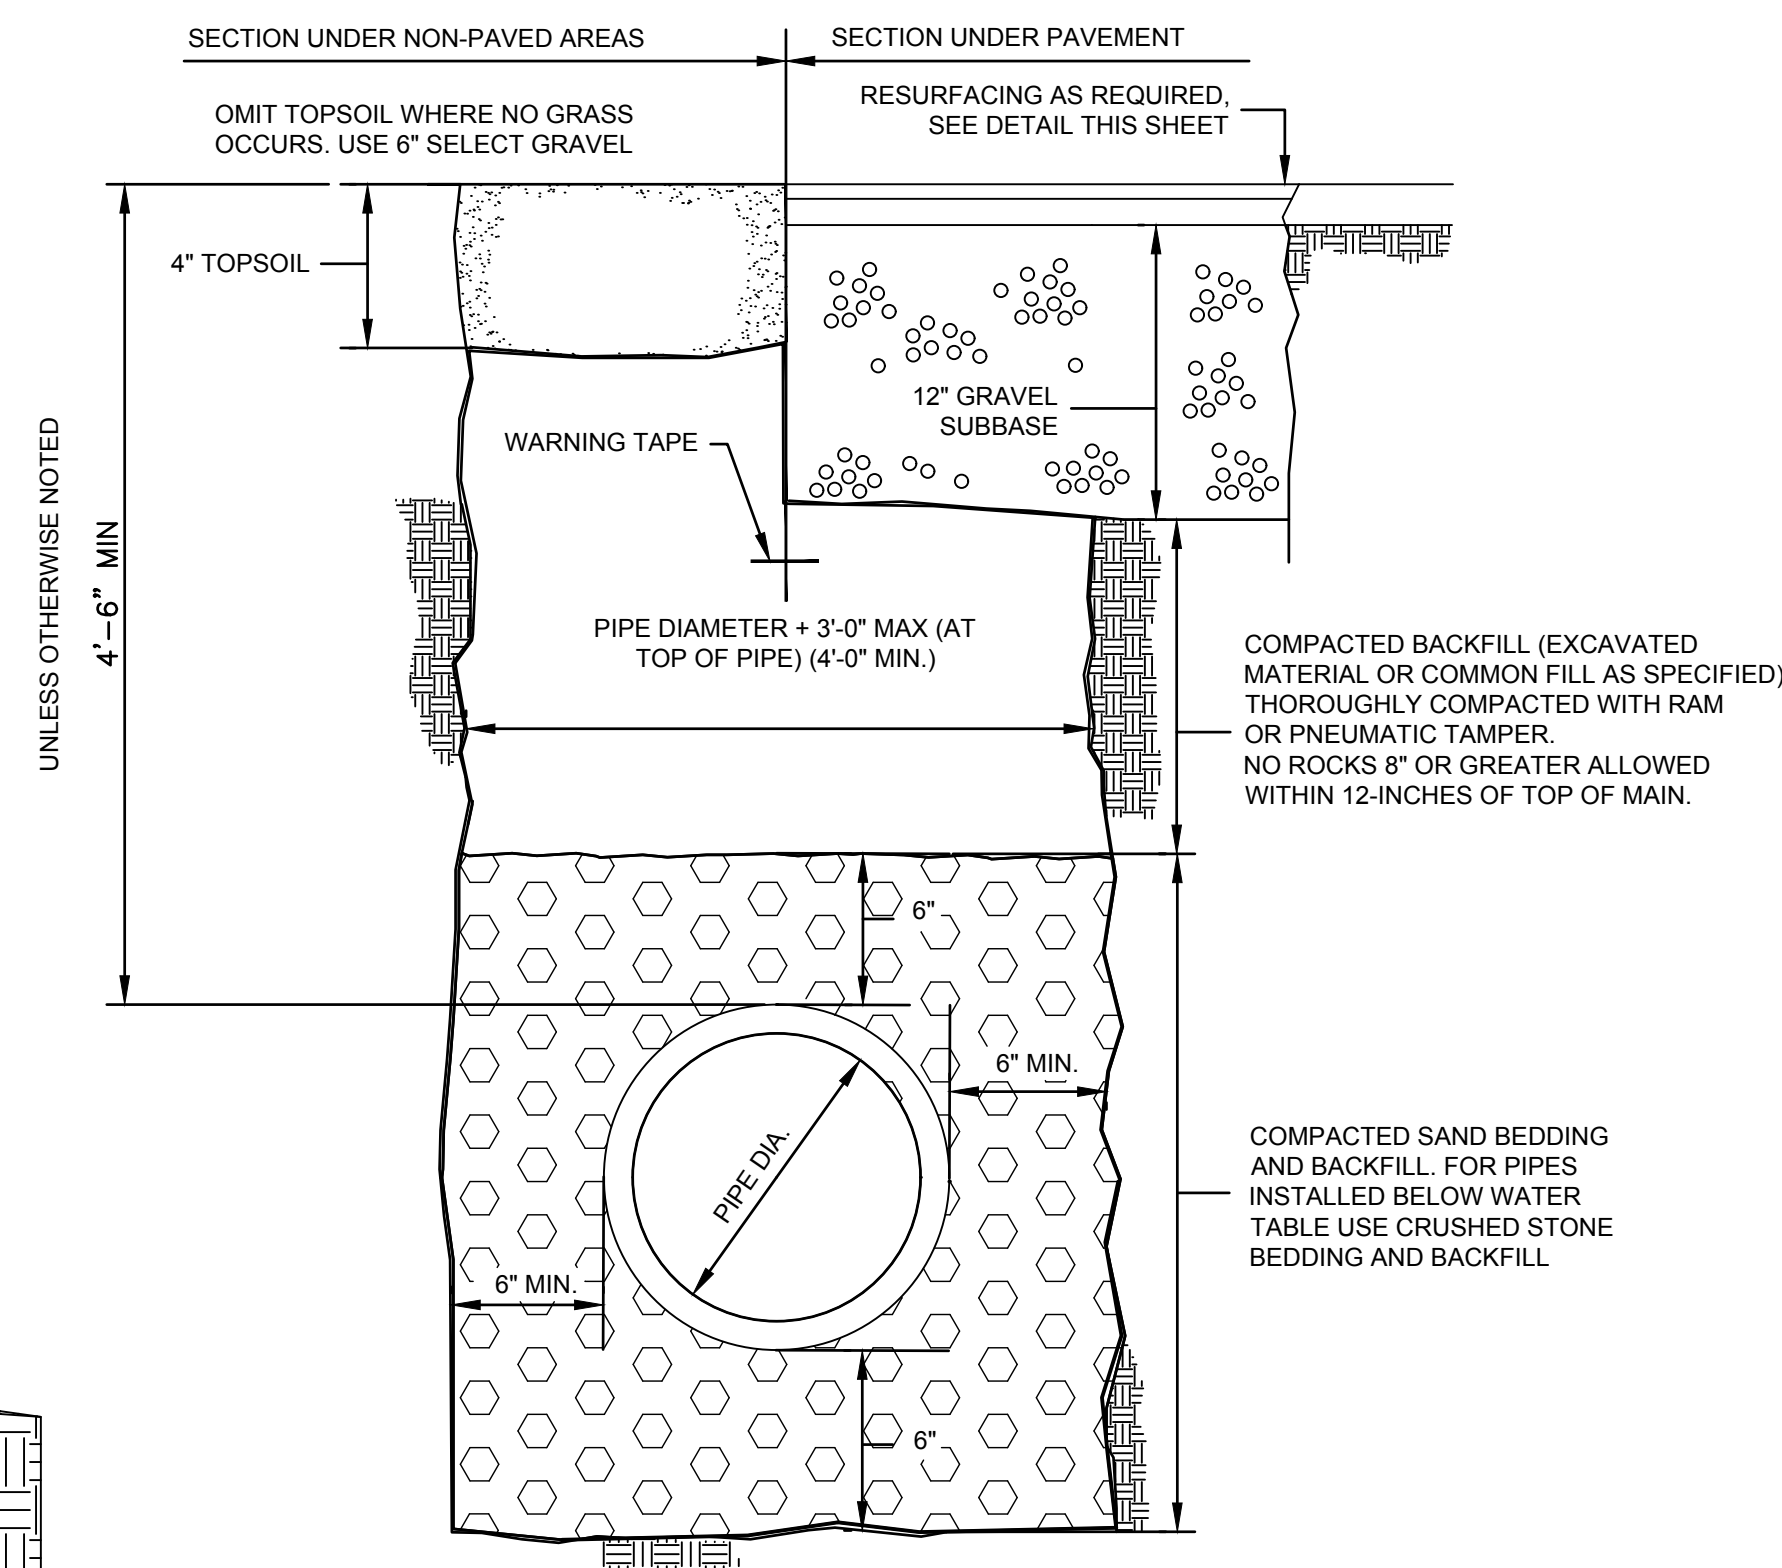 SECTION UNDER NON-PAVED AREAS
SECTION UNDER PAVEMENT
OMIT TOPSOIL WHERE NO GRASS
OCCURS. USE 6" SELECT GRAVEL
RESURFACING AS REQUIRED,
SEE DETAIL THIS SHEET
4" TOPSOIL
12" GRAVEL
SUBBASE
WARNING TAPE
UNLESS OTHERWISE NOTED
4'-6" MIN
PIPE DIAMETER + 3'-0" MAX (AT
TOP OF PIPE) (4'-0" MIN.)
COMPACTED BACKFILL (EXCAVATED
MATERIAL OR COMMON FILL AS SPECIFIED)
THOROUGHLY COMPACTED WITH RAM
OR PNEUMATIC TAMPER.
NO ROCKS 8" OR GREATER ALLOWED
WITHIN 12-INCHES OF TOP OF MAIN.
6"
6" MIN.
PIPE DIA.
COMPACTED SAND BEDDING
AND BACKFILL. FOR PIPES
INSTALLED BELOW WATER
TABLE USE CRUSHED STONE
BEDDING AND BACKFILL
6" MIN.
6"